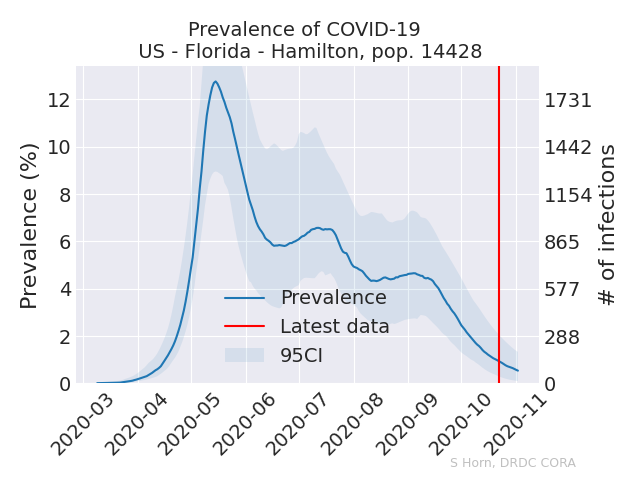 Prevalence of COVID-19
US - Florida - Hamilton, pop. 14428
Prevalence (%)
12
10
8
6
4
2
0
1731
1442
1154
865
577
288
0
# of infections
Prevalence
Latest data
95CI
2020-03
2020-04
2020-05
2020-06
2020-07
2020-08
2020-09
2020-10
2020-11
S Horn, DRDC CORA